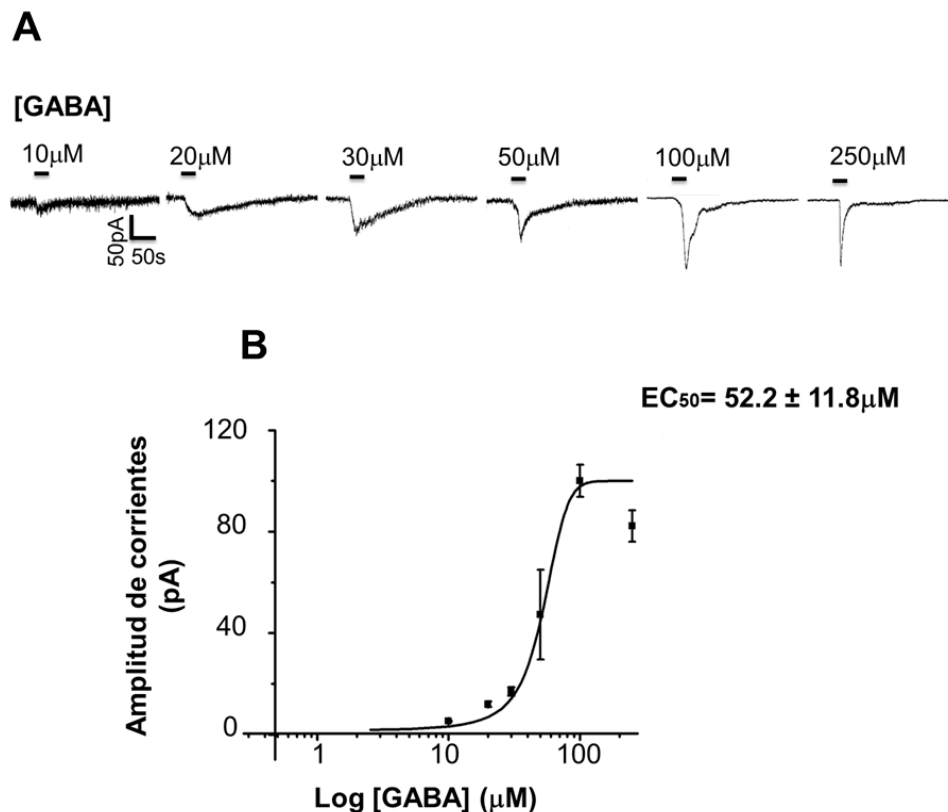 A
[GABA]
10μM 20μM 30μM 50μM 100μM 250μM
50pA
50s
B
EC50= 52.2 ± 11.8μM
Amplitud de corrientes
(pA)
120
80
40
0
1 10 100
Log [GABA] (μM)